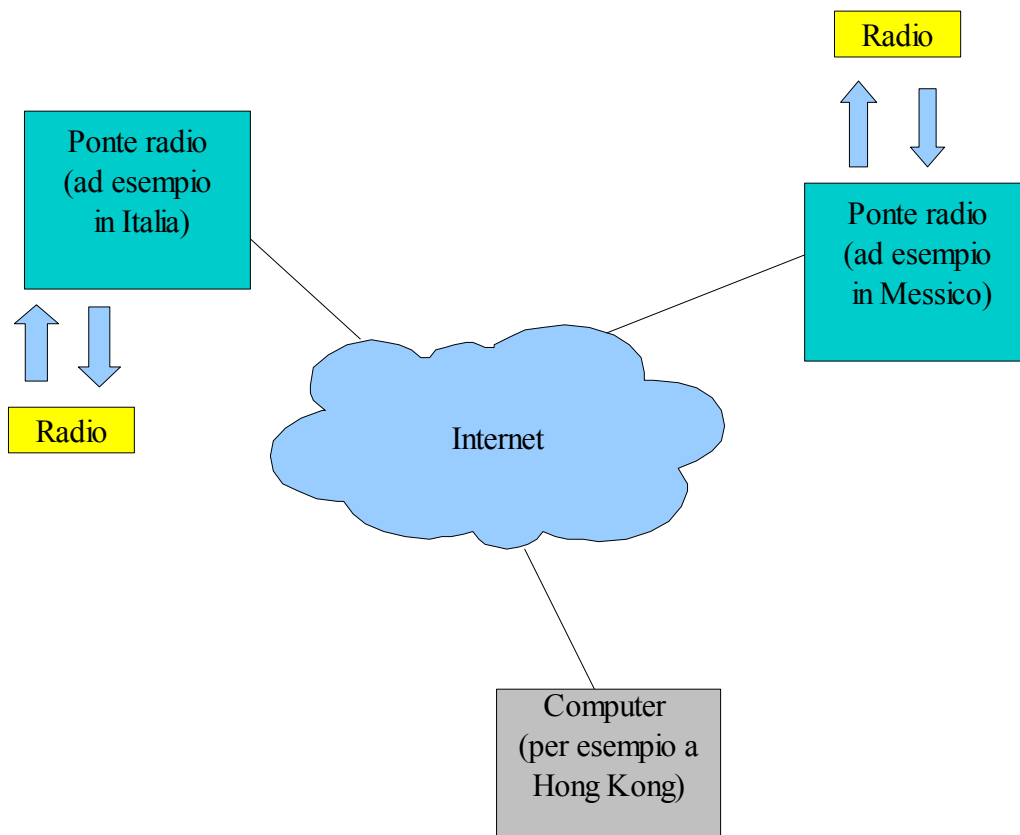 Radio
Ponte radio
(ad esempio
in Italia)
Ponte radio
(ad esempio
in Messico)
Radio
Internet
Computer
(per esempio a
Hong Kong)